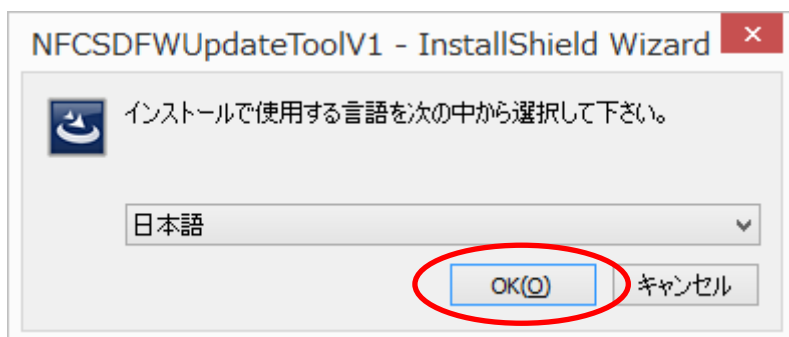 NFCSDFWUpdateToolV1 - InstallShield Wizard
インストールで使用する言語を次の中から選択して下さい。
日本語
OK(O) キャンセル